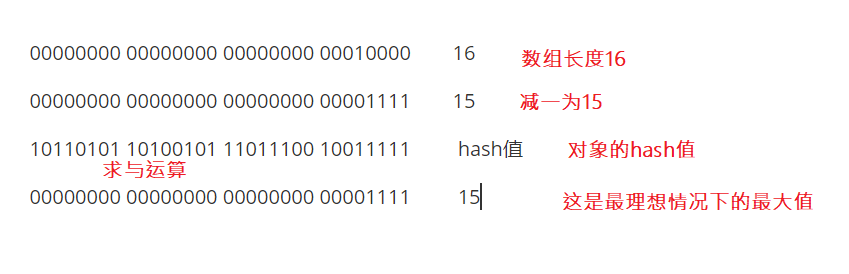 00000000 00000000 00000000 00010000 16 数组长度16
00000000 00000000 00000000 00001111 15 减一为15
10110101 10100101 11011100 10011111 hash值 对象的hash值
求与运算
00000000 00000000 00000000 00001111 15 这是最理想情况下的最大值